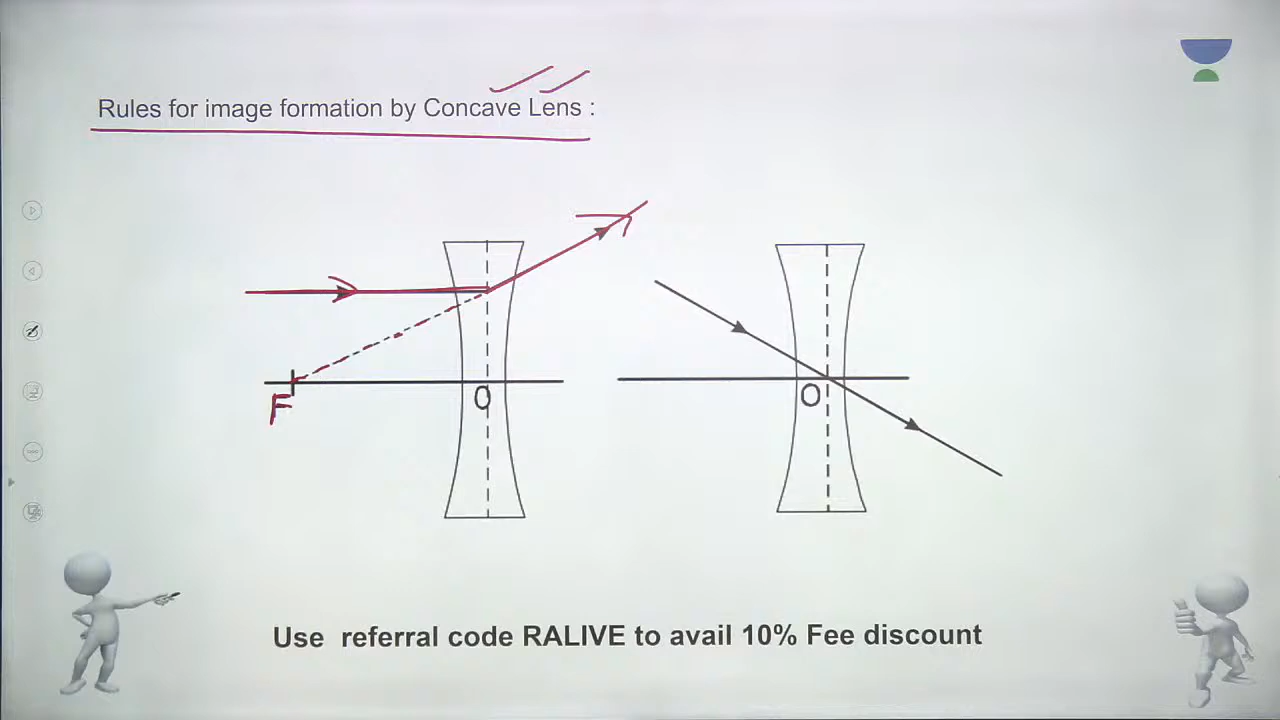 Rules for image formation by Concave Lens :
F
O
O
Use referral code RALIVE to avail 10% Fee discount